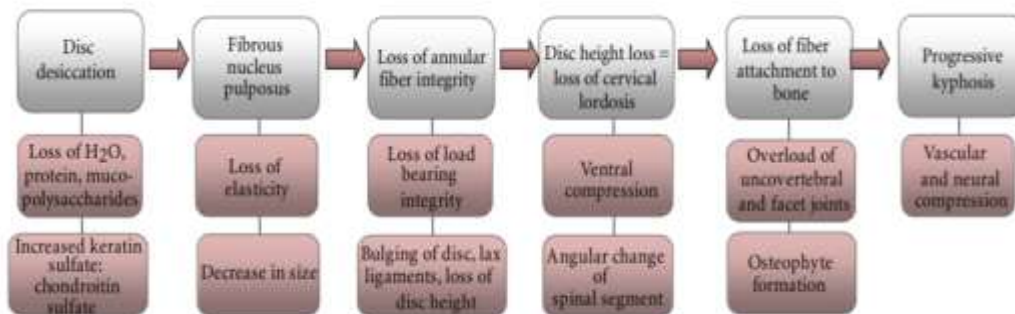 Disc
desiccation
Fibrous
nucleus
pulposus
Loss of annular
fiber integrity
Disc height loss =
loss of cervical
lordosis
Loss of fiber
attachment to
bone
Progressive
kyphosis
Loss of H2O,
protein, muco-
polysaccharides
Loss of
elasticity
Loss of load
bearing
integrity
Ventral
compression
Overload of
uncovertebral
and facet joints
Vascular
and neural
compression
Increased keratin
sulfate:
chondroitin
sulfate
Decrease in size
Bulging of disc, lax
ligaments, loss of
disc height
Angular change
of
spinal segment
Osteophyte
formation